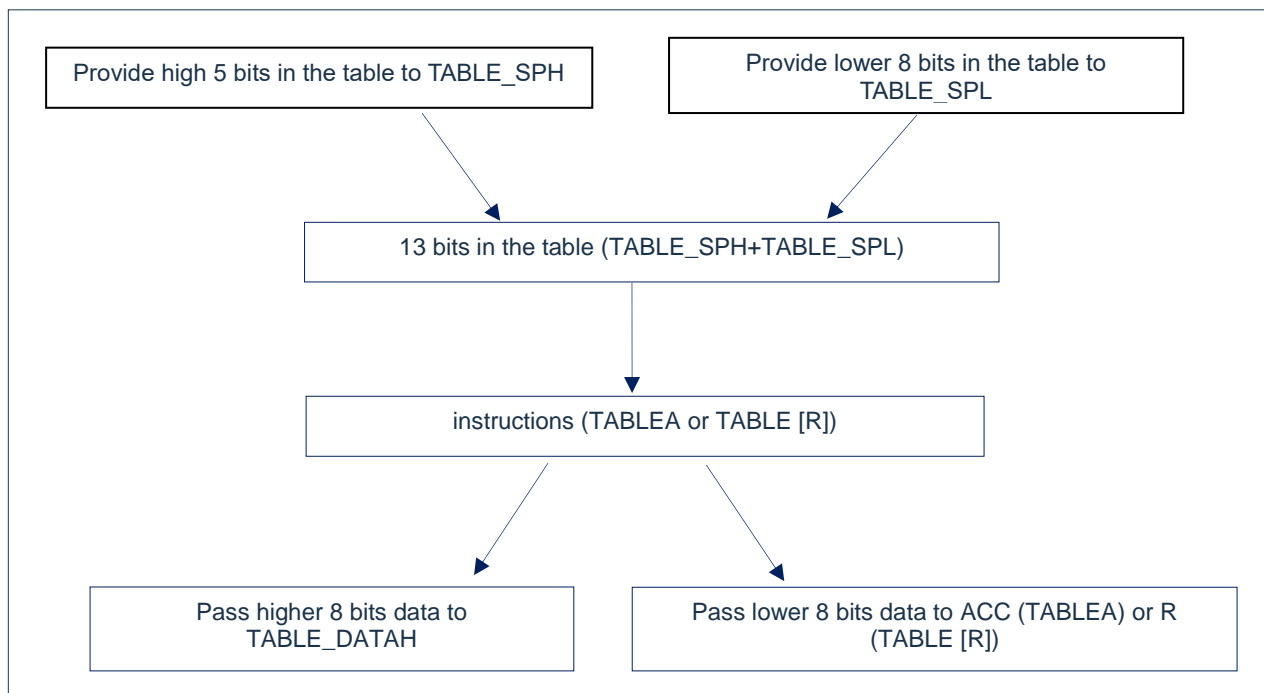 Provide high 5 bits in the table to TABLE_SPH
Provide lower 8 bits in the table to
TABLE_SPL
13 bits in the table (TABLE_SPH+TABLE_SPL)
instructions (TABLEA or TABLE [R])
Pass higher 8 bits data to
TABLE_DATAH
Pass lower 8 bits data to ACC (TABLEA) or R
(TABLE [R])